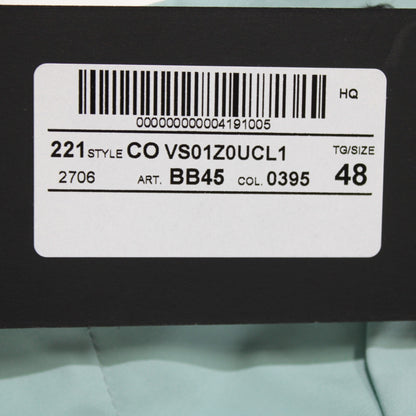 HQ
000000000004191005
221 STYLE CO VS01Z0UCL1 TG/SIZE
2706 ART. BB45 COL. 0395 48